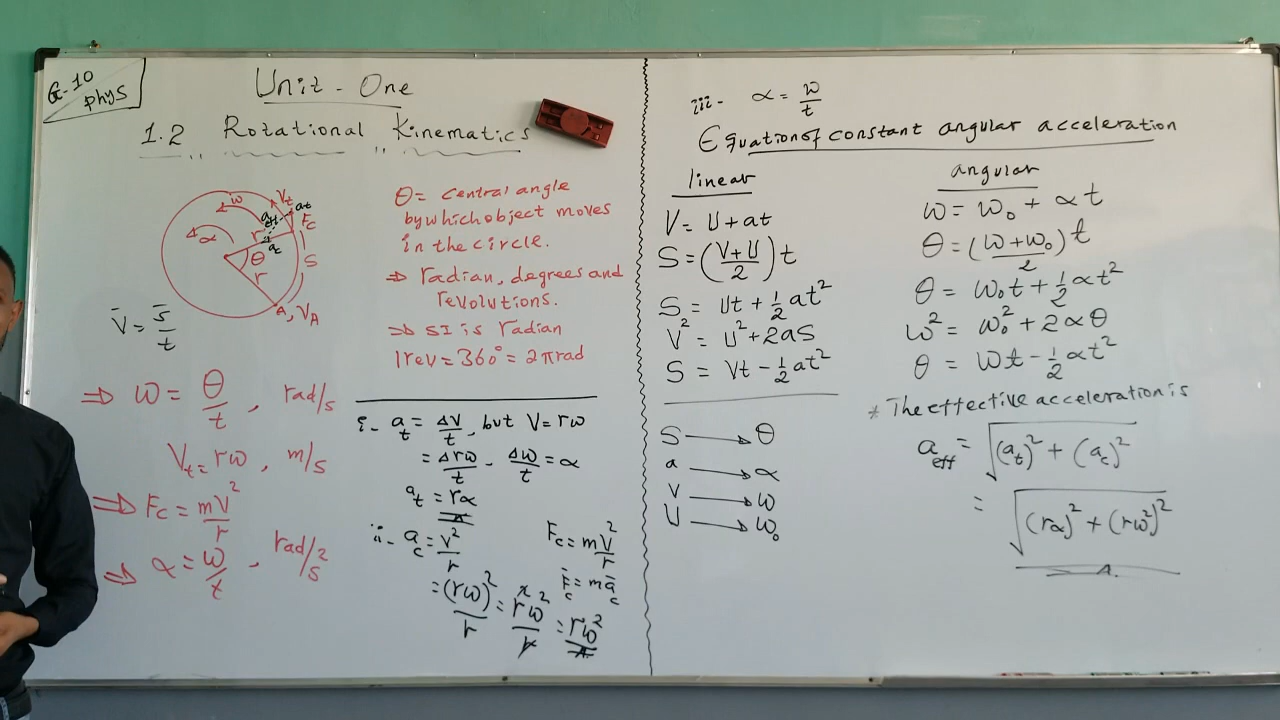 G-10
phys
Unit - One
1.2 Rotational Kinematics
ω
α
Vt
at
aeff
Fc
r
ac
θ
S
r
A, VA
V̄ = S̄/t
θ = central angle
by which object moves
in the circle.
⇒ radian, degrees and
revolutions.
⇒ SI is radian
1rev = 360° = 2πrad
⇒ ω = θ/t , rad/s
Vt = rω , m/s
⇒ Fc = mV²/r
⇒ α = ω/t , rad/s²
i- at = ΔV/t , but V = rω
= Δrω/t - Δω/t = α
at = rα
ii- ac = V²/r
= (rω)²/r = r²ω²/r = rω²
Fc = mV²/r
F̄c = māc
iii- α = ω/t
Equation of constant angular acceleration
linear
V = U + at
S = (V+U/2)t
S = Ut + ½at²
V² = U² + 2aS
S = Vt - ½at²
S → θ
a → α
V → ω
U → ω₀
angular
ω = ω₀ + αt
θ = (ω+ω₀)/2 t
θ = ω₀t + ½αt²
ω² = ω₀² + 2αθ
θ = ωt - ½αt²
* The effective acceleration is
aeff = √(at)² + (ac)²
= √(rα)² + (rω²)²